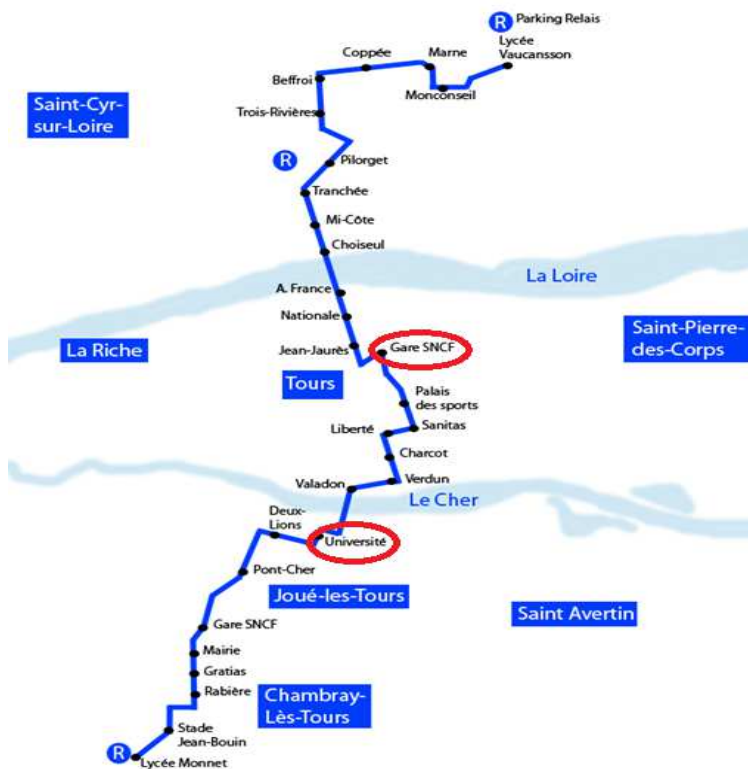 R Parking Relais
Lycée
Vaucansson
Coppée
Marne
Beffroi
Monconseil
Saint-Cyr-
sur-Loire
Trois-Rivières
R
Pilorget
Tranchée
Mi-Côte
Choiseul
La Loire
A. France
Nationale
Saint-Pierre-
des-Corps
La Riche
Jean-Jaurès
Gare SNCF
Tours
Palais
des sports
Liberté
Sanitas
Charcot
Verdun
Valadon
Le Cher
Deux-
Lions
Université
Pont-Cher
Joué-les-Tours
Saint Avertin
Gare SNCF
Mairie
Gratias
Rabière
Chambray-
Lès-Tours
Stade
Jean-Bouin
R
Lycée Monnet